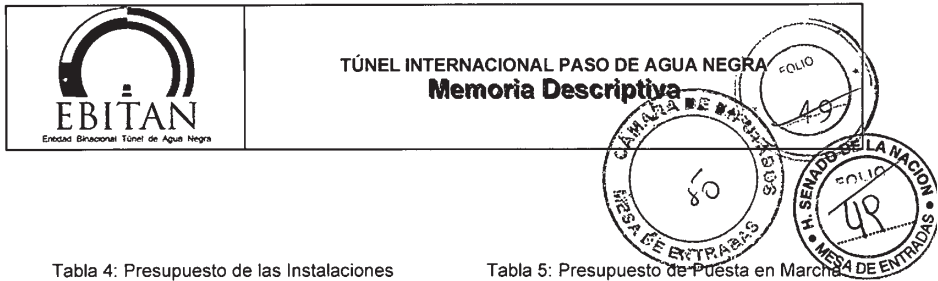 EBITAN
Entidad Binacional Túnel de Agua Negra
TÚNEL INTERNACIONAL PASO DE AGUA NEGRA
Memoria Descriptiva
FOLIO
49
CÁMARA DE DIPUTADOS
MESA DE ENTRADAS
H. SENADO DE LA NACION
FOLIO
MESA DE ENTRADAS
Tabla 4: Presupuesto de las Instalaciones
Tabla 5: Presupuesto de Puesta en Marcha